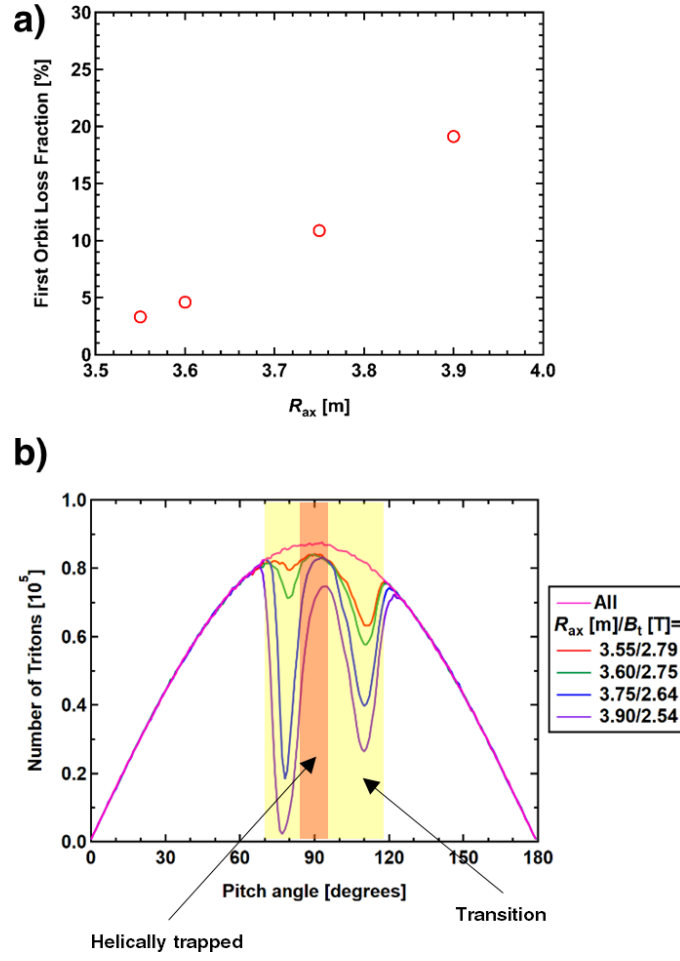 a)
First Orbit Loss Fraction [%]
30
25
20
15
10
5
0
3.5 3.6 3.7 3.8 3.9 4.0
Rax [m]
b)
Number of Tritons [10^5]
1.0
0.8
0.6
0.4
0.2
0.0
0 30 60 90 120 150 180
Pitch angle [degrees]
All
Rax [m]/Bt [T]=
3.55/2.79
3.60/2.75
3.75/2.64
3.90/2.54
Transition
Helically trapped